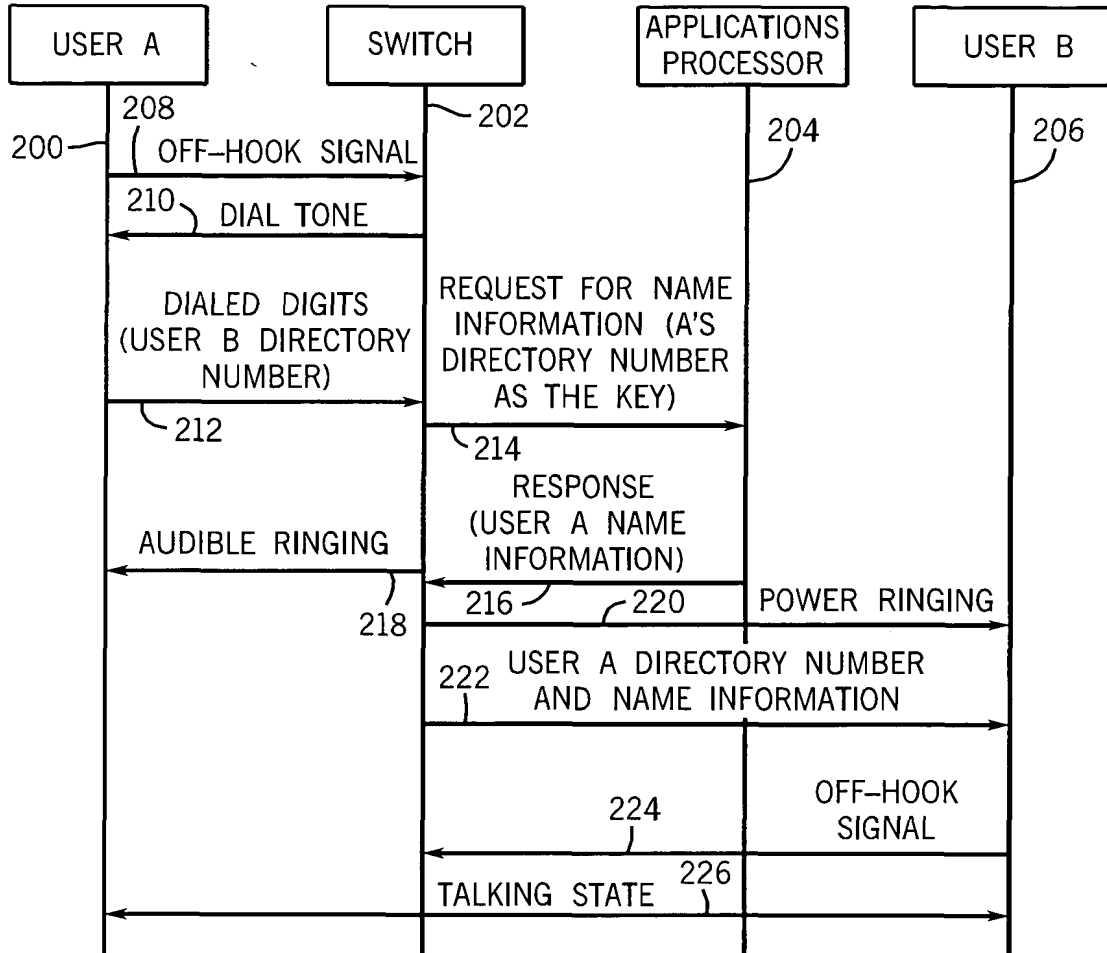 USER A
SWITCH
APPLICATIONS
PROCESSOR
USER B
208
200
202
204
206
OFF-HOOK SIGNAL
210
DIAL TONE
DIALED DIGITS
(USER B DIRECTORY
NUMBER)
212
REQUEST FOR NAME
INFORMATION (A'S
DIRECTORY NUMBER
AS THE KEY)
214
RESPONSE
(USER A NAME
INFORMATION)
216
AUDIBLE RINGING
218
220
POWER RINGING
222
USER A DIRECTORY NUMBER
AND NAME INFORMATION
224
OFF-HOOK
SIGNAL
226
TALKING STATE